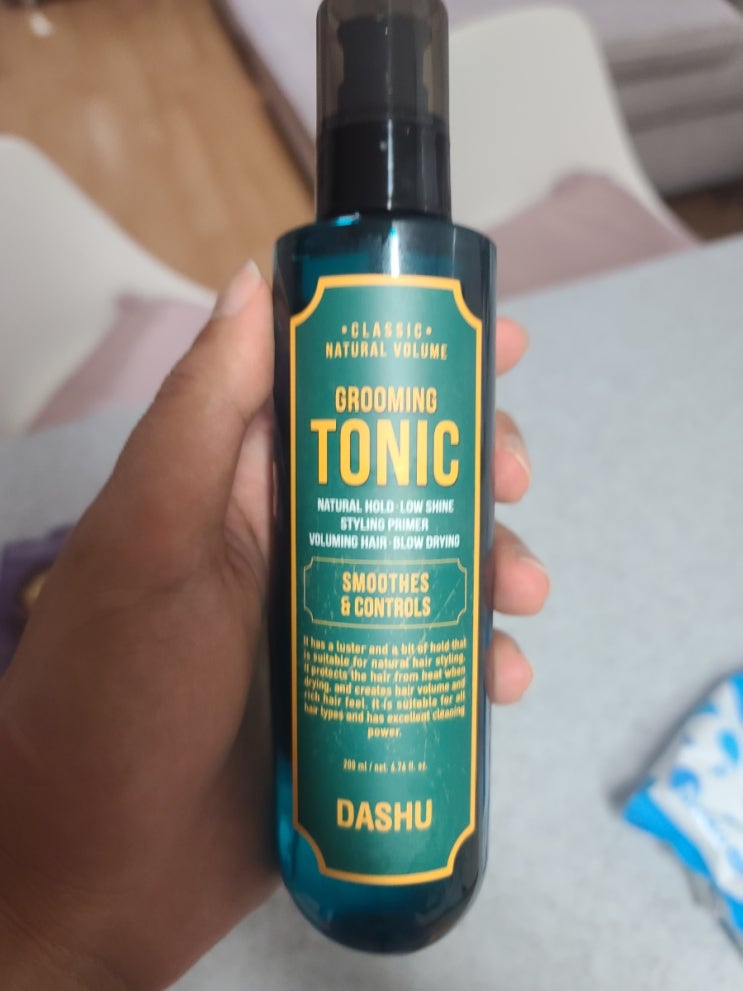 •CLASSIC•
NATURAL VOLUME
GROOMING
TONIC
NATURAL HOLD · LOW SHINE
STYLING PRIMER
VOLUMING HAIR · BLOW DRYING
SMOOTHES
& CONTROLS
It has a luster and a bit of hold that
is suitable for natural hair styling.
It protects the hair from heat when
drying, and creates hair volume and
rich hair feel. It is suitable for all
hair types and has excellent cleaning
power.
200 ml / net. 6.76 fl. oz.
DASHU